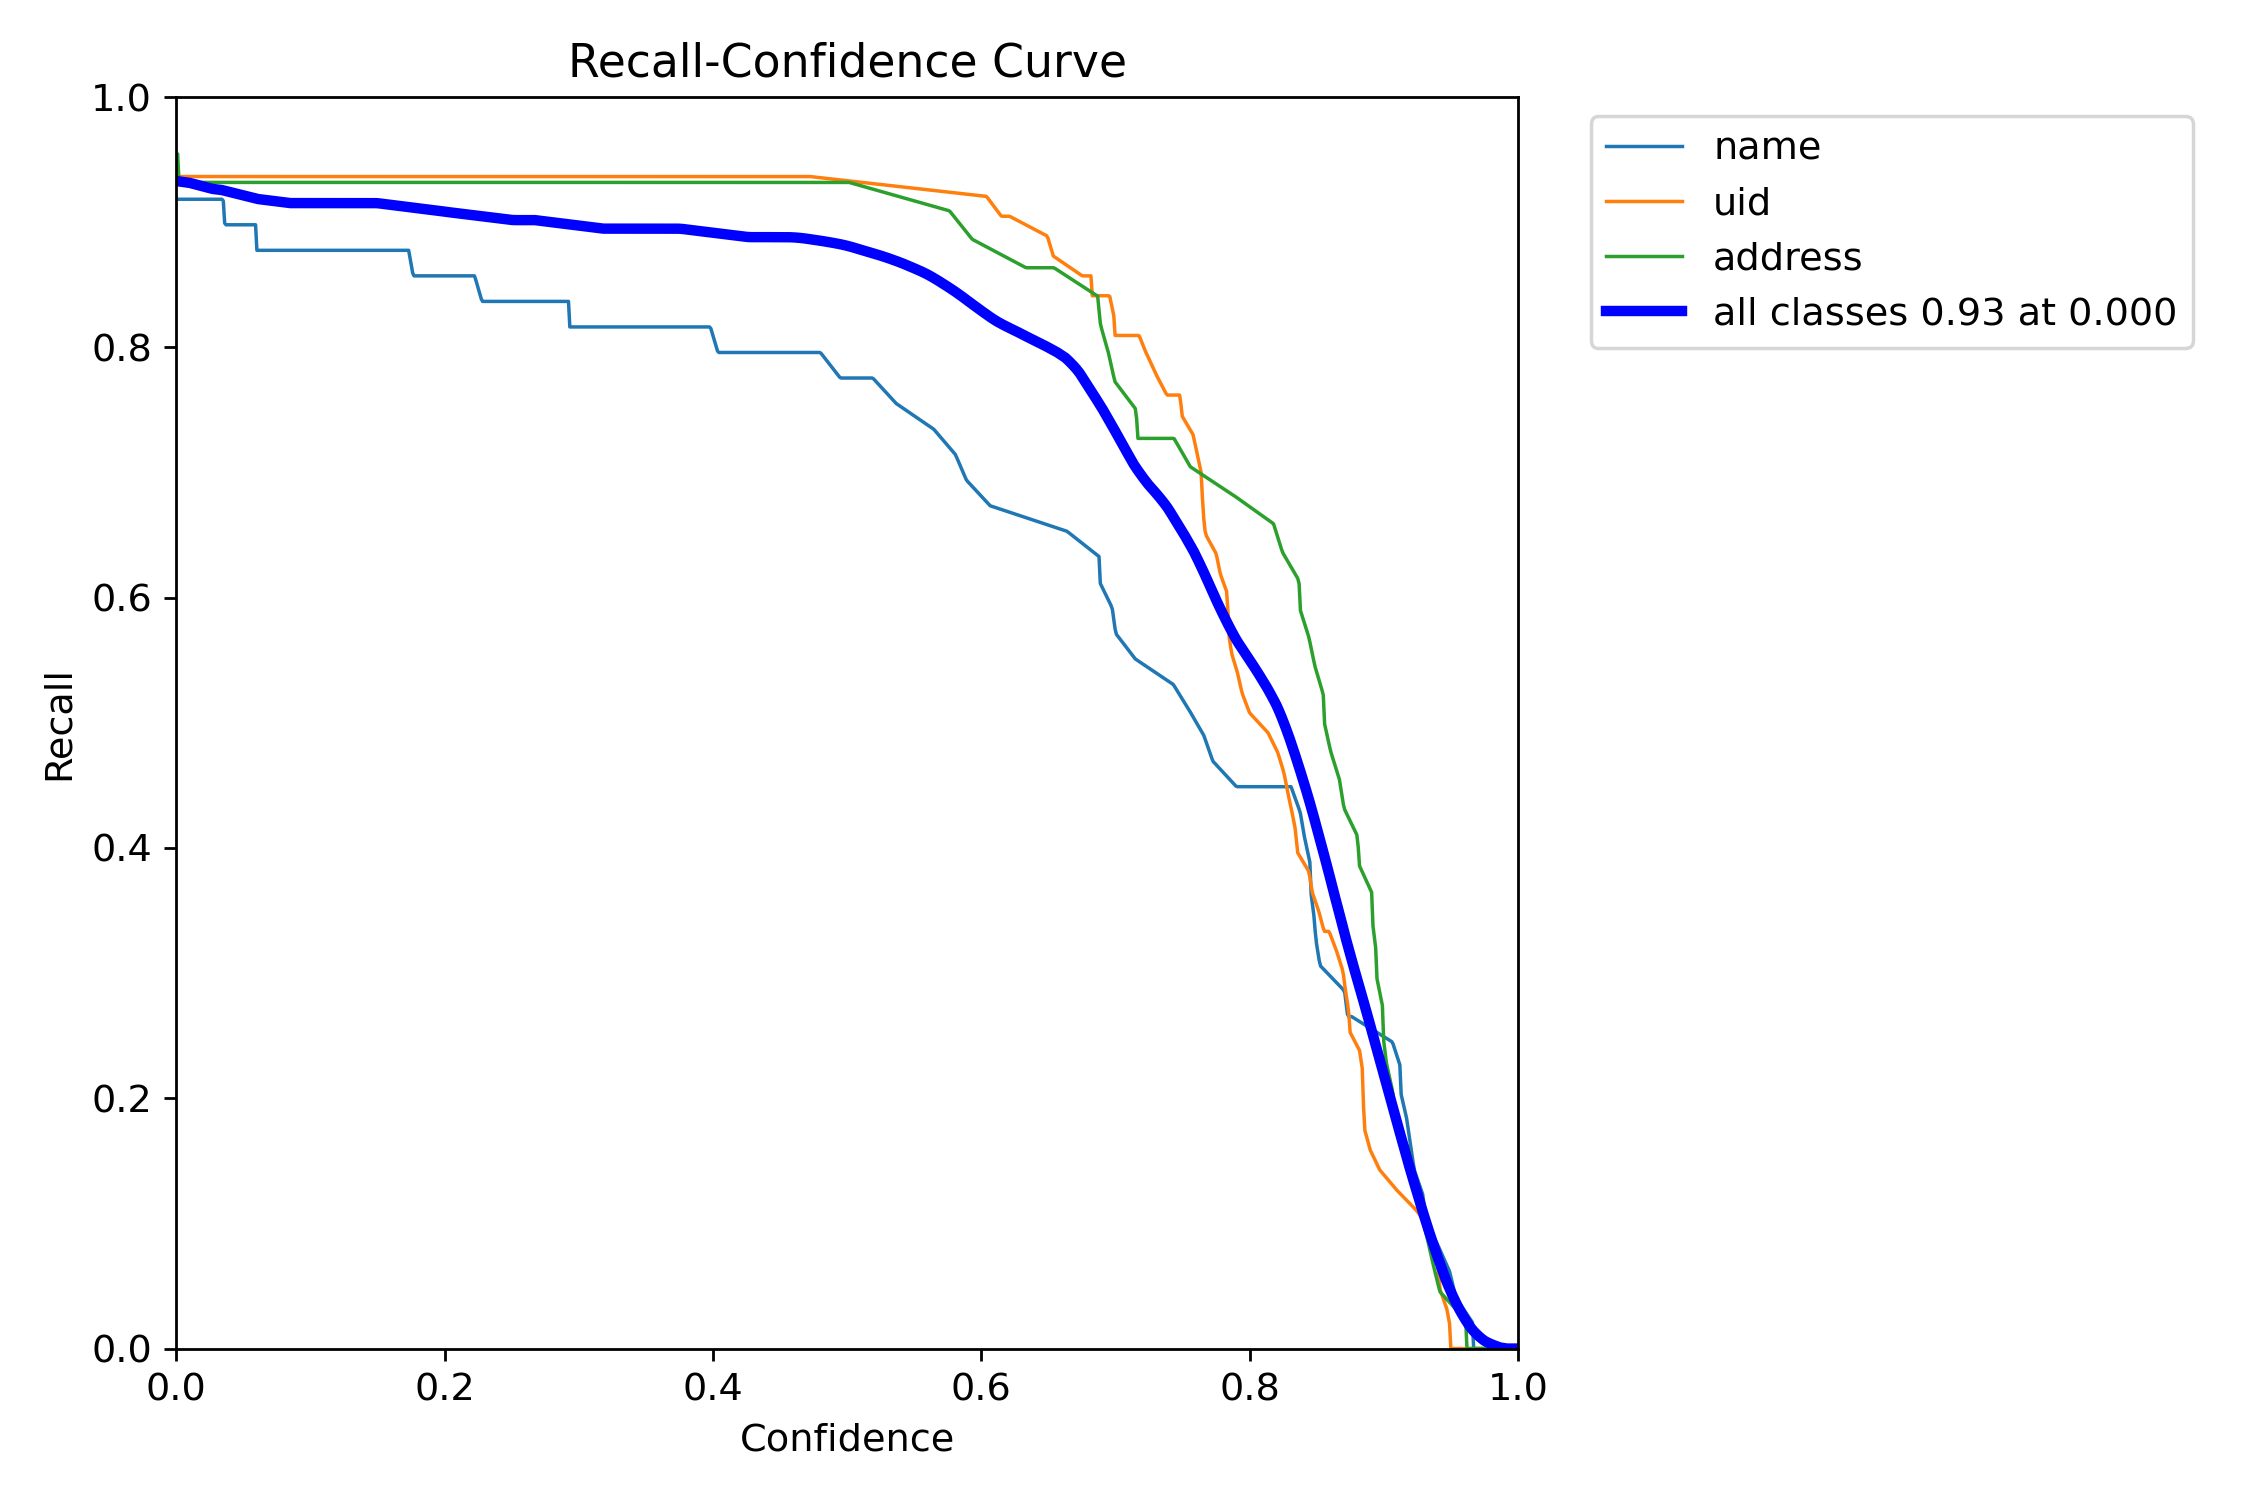 Recall-Confidence Curve
1.0
0.8
0.6
0.4
0.2
0.0
Recall
0.0 0.2 0.4 0.6 0.8 1.0
Confidence
name
uid
address
all classes 0.93 at 0.000